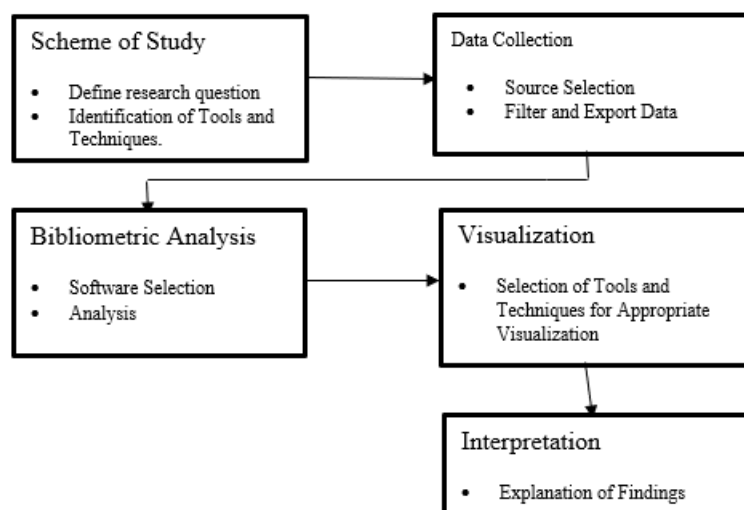 Scheme of Study
• Define research question
• Identification of Tools and
Techniques.
Data Collection
• Source Selection
• Filter and Export Data
Bibliometric Analysis
• Software Selection
• Analysis
Visualization
• Selection of Tools and
Techniques for Appropriate
Visualization
Interpretation
• Explanation of Findings